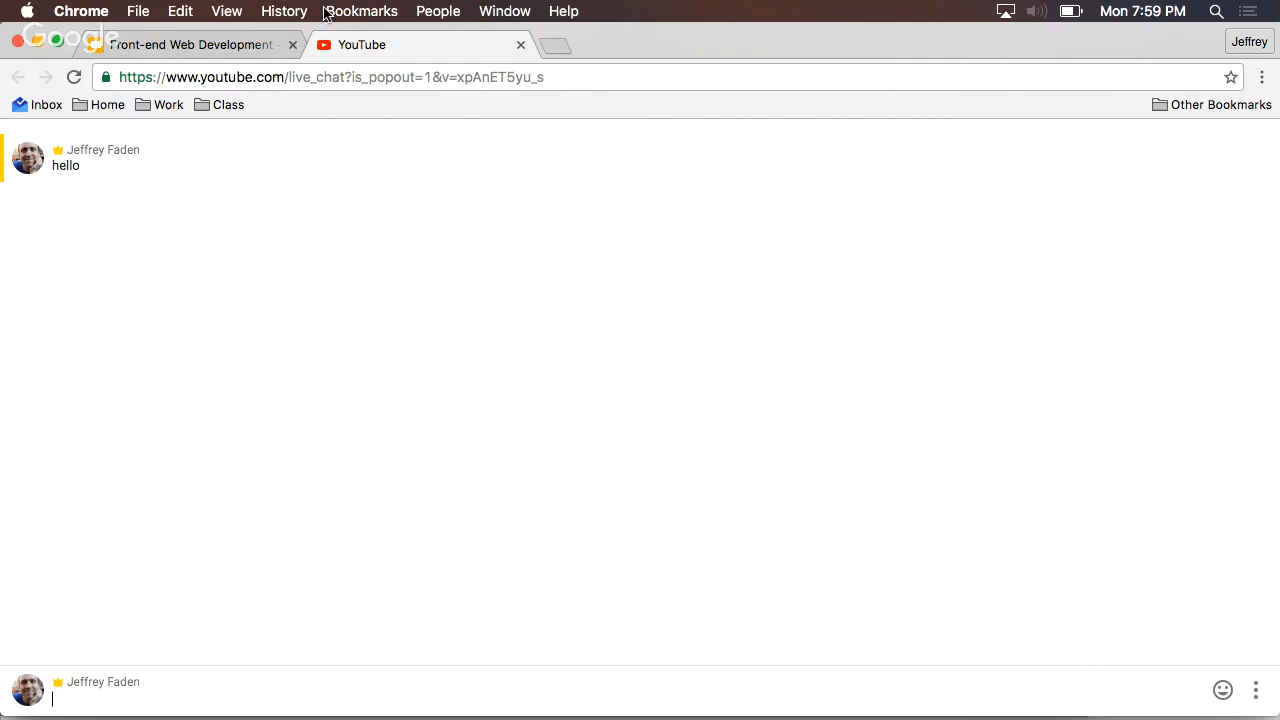 Chrome File Edit View History Bookmarks People Window Help Mon 7:59 PM
Google
Front-end Web Development - YouTube Jeffrey
https://www.youtube.com/live_chat?is_popout=1&v=xpAnET5yu_s
Inbox Home Work Class Other Bookmarks
Jeffrey Faden
hello
Jeffrey Faden